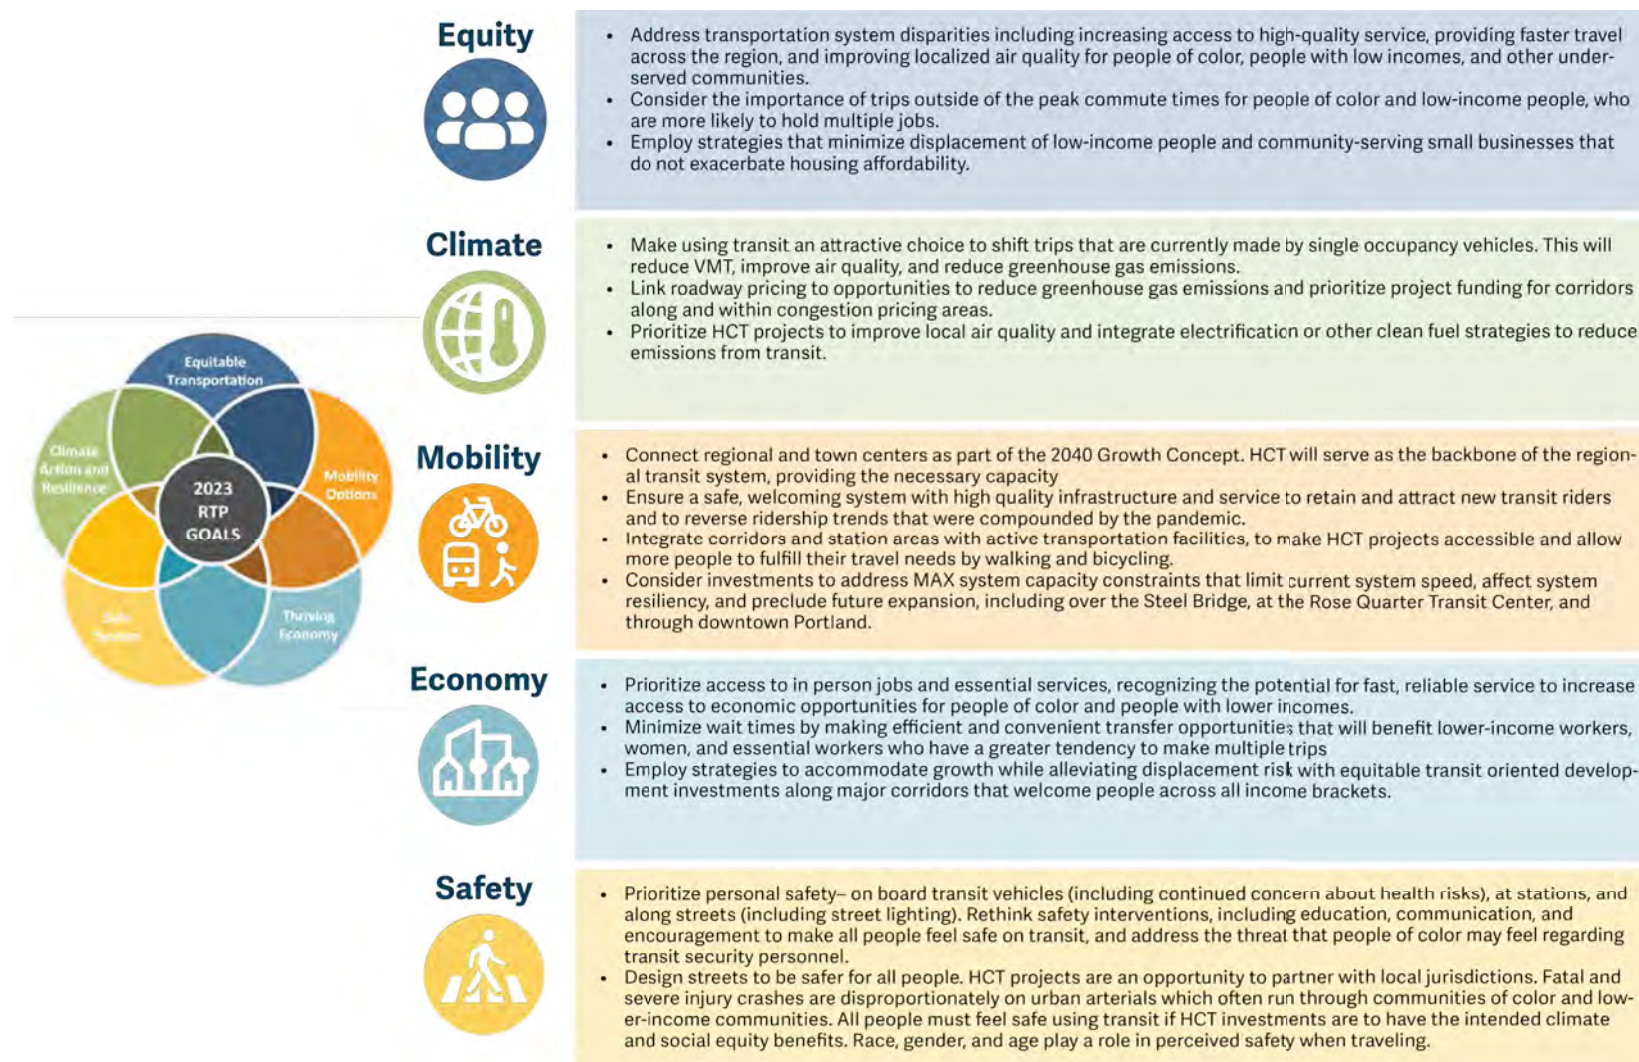 Equitable
Transportation
Climate
Action and
Resilience
Mobility
Options
2023
RTP
GOALS
Safe
System
Thriving
Economy
Equity
• Address transportation system disparities including increasing access to high-quality service, providing faster travel
across the region, and improving localized air quality for people of color, people with low incomes, and other under-
served communities.
• Consider the importance of trips outside of the peak commute times for people of color and low-income people, who
are more likely to hold multiple jobs.
• Employ strategies that minimize displacement of low-income people and community-serving small businesses that
do not exacerbate housing affordability.
Climate
• Make using transit an attractive choice to shift trips that are currently made by single occupancy vehicles. This will
reduce VMT, improve air quality, and reduce greenhouse gas emissions.
• Link roadway pricing to opportunities to reduce greenhouse gas emissions and prioritize project funding for corridors
along and within congestion pricing areas.
• Prioritize HCT projects to improve local air quality and integrate electrification or other clean fuel strategies to reduce
emissions from transit.
Mobility
• Connect regional and town centers as part of the 2040 Growth Concept. HCT will serve as the backbone of the region-
al transit system, providing the necessary capacity
• Ensure a safe, welcoming system with high quality infrastructure and service to retain and attract new transit riders
and to reverse ridership trends that were compounded by the pandemic.
• Integrate corridors and station areas with active transportation facilities, to make HCT projects accessible and allow
more people to fulfill their travel needs by walking and bicycling.
• Consider investments to address MAX system capacity constraints that limit current system speed, affect system
resiliency, and preclude future expansion, including over the Steel Bridge, at the Rose Quarter Transit Center, and
through downtown Portland.
Economy
• Prioritize access to in person jobs and essential services, recognizing the potential for fast, reliable service to increase
access to economic opportunities for people of color and people with lower incomes.
• Minimize wait times by making efficient and convenient transfer opportunities that will benefit lower-income workers,
women, and essential workers who have a greater tendency to make multiple trips
• Employ strategies to accommodate growth while alleviating displacement risk with equitable transit oriented develop-
ment investments along major corridors that welcome people across all income brackets.
Safety
• Prioritize personal safety– on board transit vehicles (including continued concern about health risks), at stations, and
along streets (including street lighting). Rethink safety interventions, including education, communication, and
encouragement to make all people feel safe on transit, and address the threat that people of color may feel regarding
transit security personnel.
• Design streets to be safer for all people. HCT projects are an opportunity to partner with local jurisdictions. Fatal and
severe injury crashes are disproportionately on urban arterials which often run through communities of color and low-
er-income communities. All people must feel safe using transit if HCT investments are to have the intended climate
and social equity benefits. Race, gender, and age play a role in perceived safety when traveling.